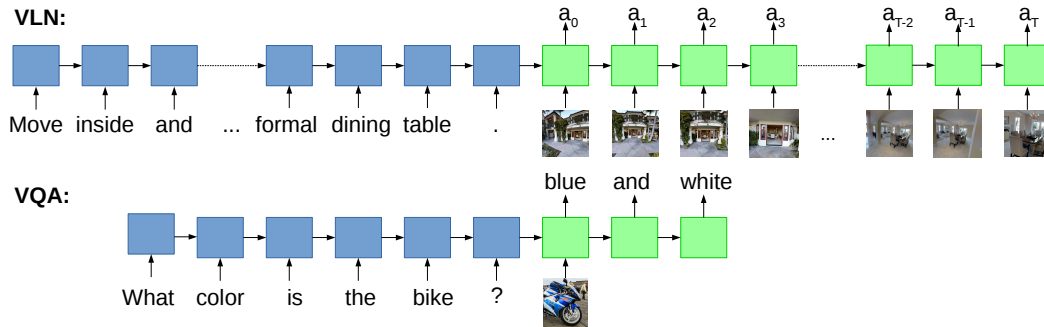 VLN:
a0 a1 a2 a3 aT-2 aT-1 aT
Move inside and ... formal dining table . ...
VQA:
blue and white
What color is the bike ?